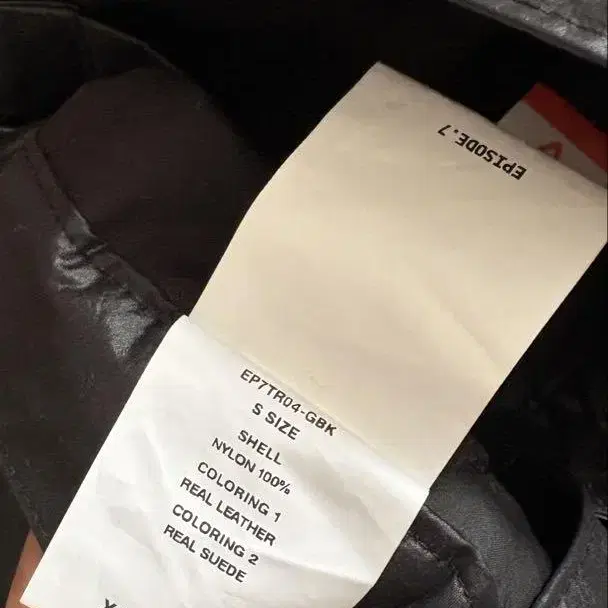 EPISODE.7
EP7TR04-GBK
S SIZE
SHELL
NYLON 100%
COLORING 1
REAL LEATHER
COLORING 2
REAL SUEDE